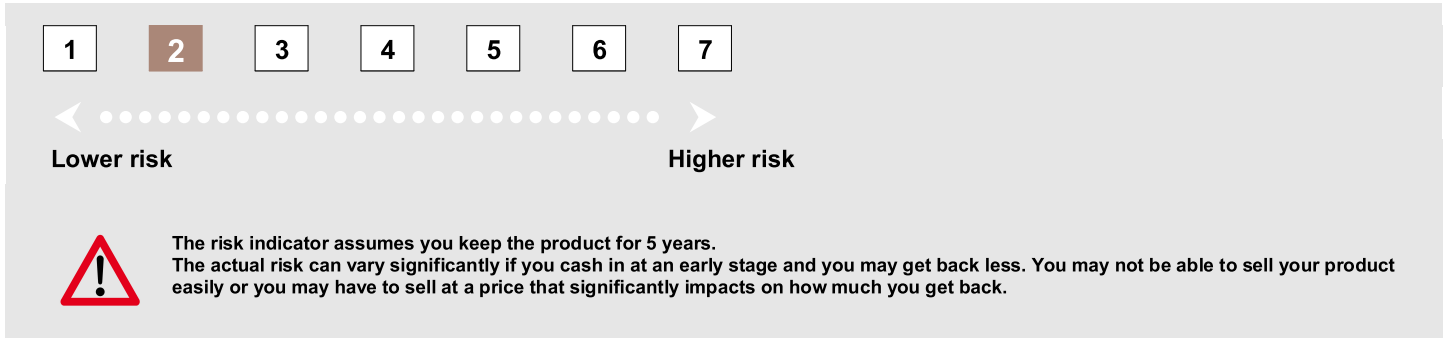 1 2 3 4 5 6 7
Lower risk Higher risk
The risk indicator assumes you keep the product for 5 years.
The actual risk can vary significantly if you cash in at an early stage and you may get back less. You may not be able to sell your product
easily or you may have to sell at a price that significantly impacts on how much you get back.